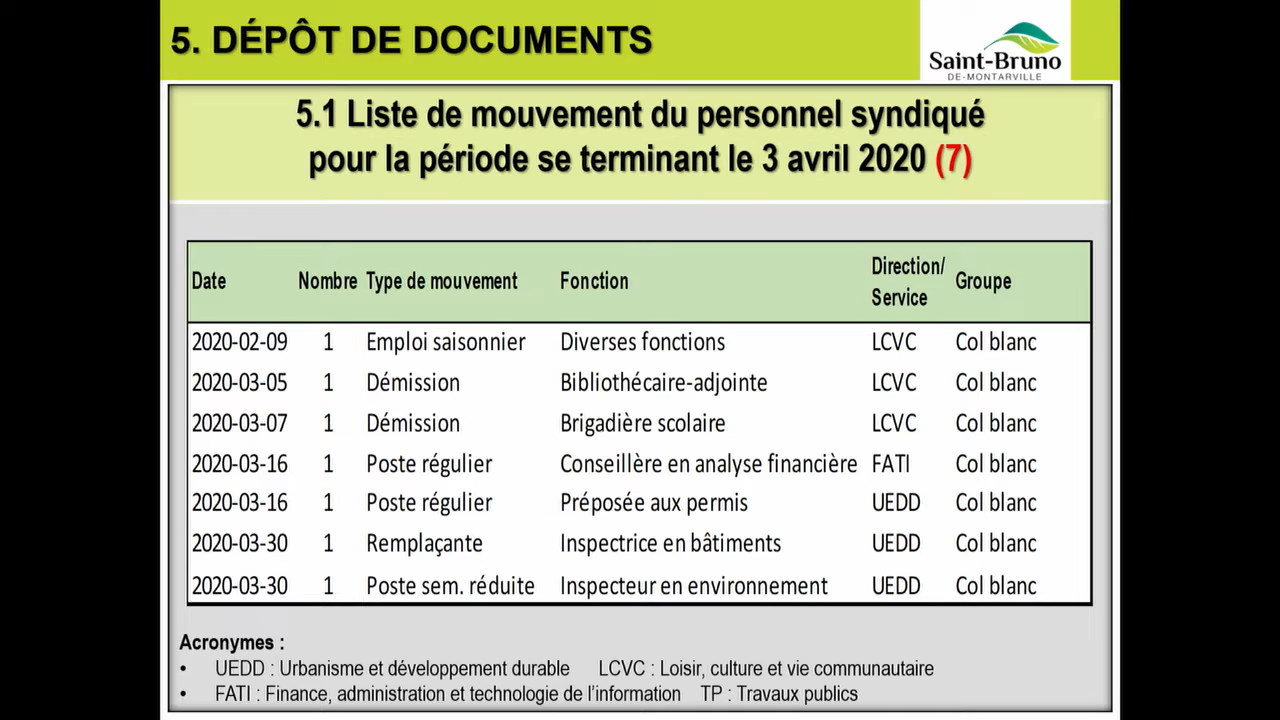 5. DÉPÔT DE DOCUMENTS
Saint-Bruno
DE-MONTARVILLE
5.1 Liste de mouvement du personnel syndiqué
pour la période se terminant le 3 avril 2020 (7)
Date Nombre Type de mouvement Fonction Direction/ Service Groupe
2020-02-09 1 Emploi saisonnier Diverses fonctions LCVC Col blanc
2020-03-05 1 Démission Bibliothécaire-adjointe LCVC Col blanc
2020-03-07 1 Démission Brigadière scolaire LCVC Col blanc
2020-03-16 1 Poste régulier Conseillère en analyse financière FATI Col blanc
2020-03-16 1 Poste régulier Préposée aux permis UEDD Col blanc
2020-03-30 1 Remplaçante Inspectrice en bâtiments UEDD Col blanc
2020-03-30 1 Poste sem. réduite Inspecteur en environnement UEDD Col blanc
Acronymes :
• UEDD : Urbanisme et développement durable LCVC : Loisir, culture et vie communautaire
• FATI : Finance, administration et technologie de l’information TP : Travaux publics